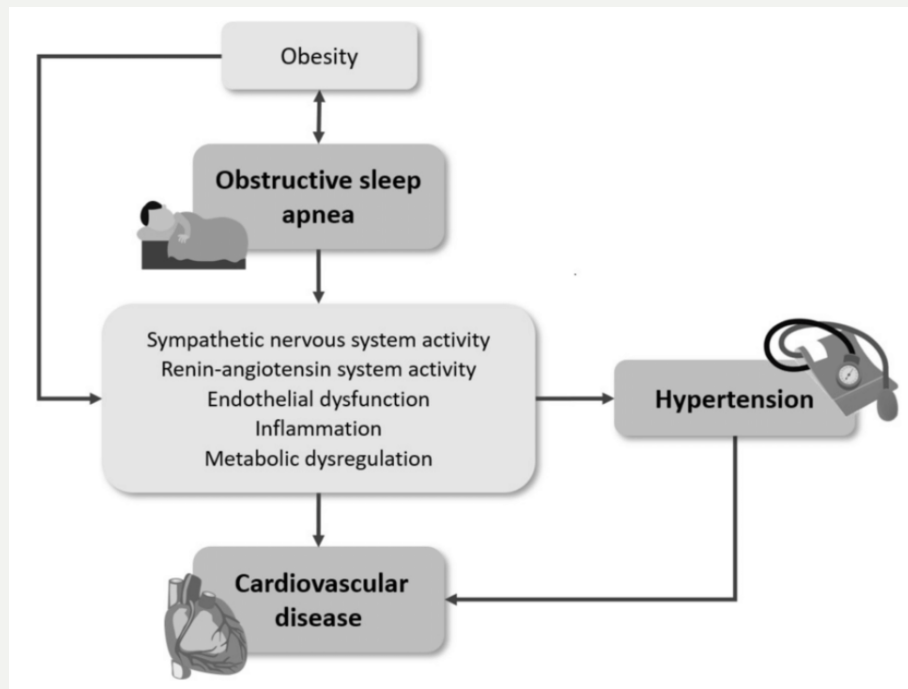 Obesity
Obstructive sleep
apnea
Sympathetic nervous system activity
Renin-angiotensin system activity
Endothelial dysfunction
Inflammation
Metabolic dysregulation
Hypertension
Cardiovascular
disease